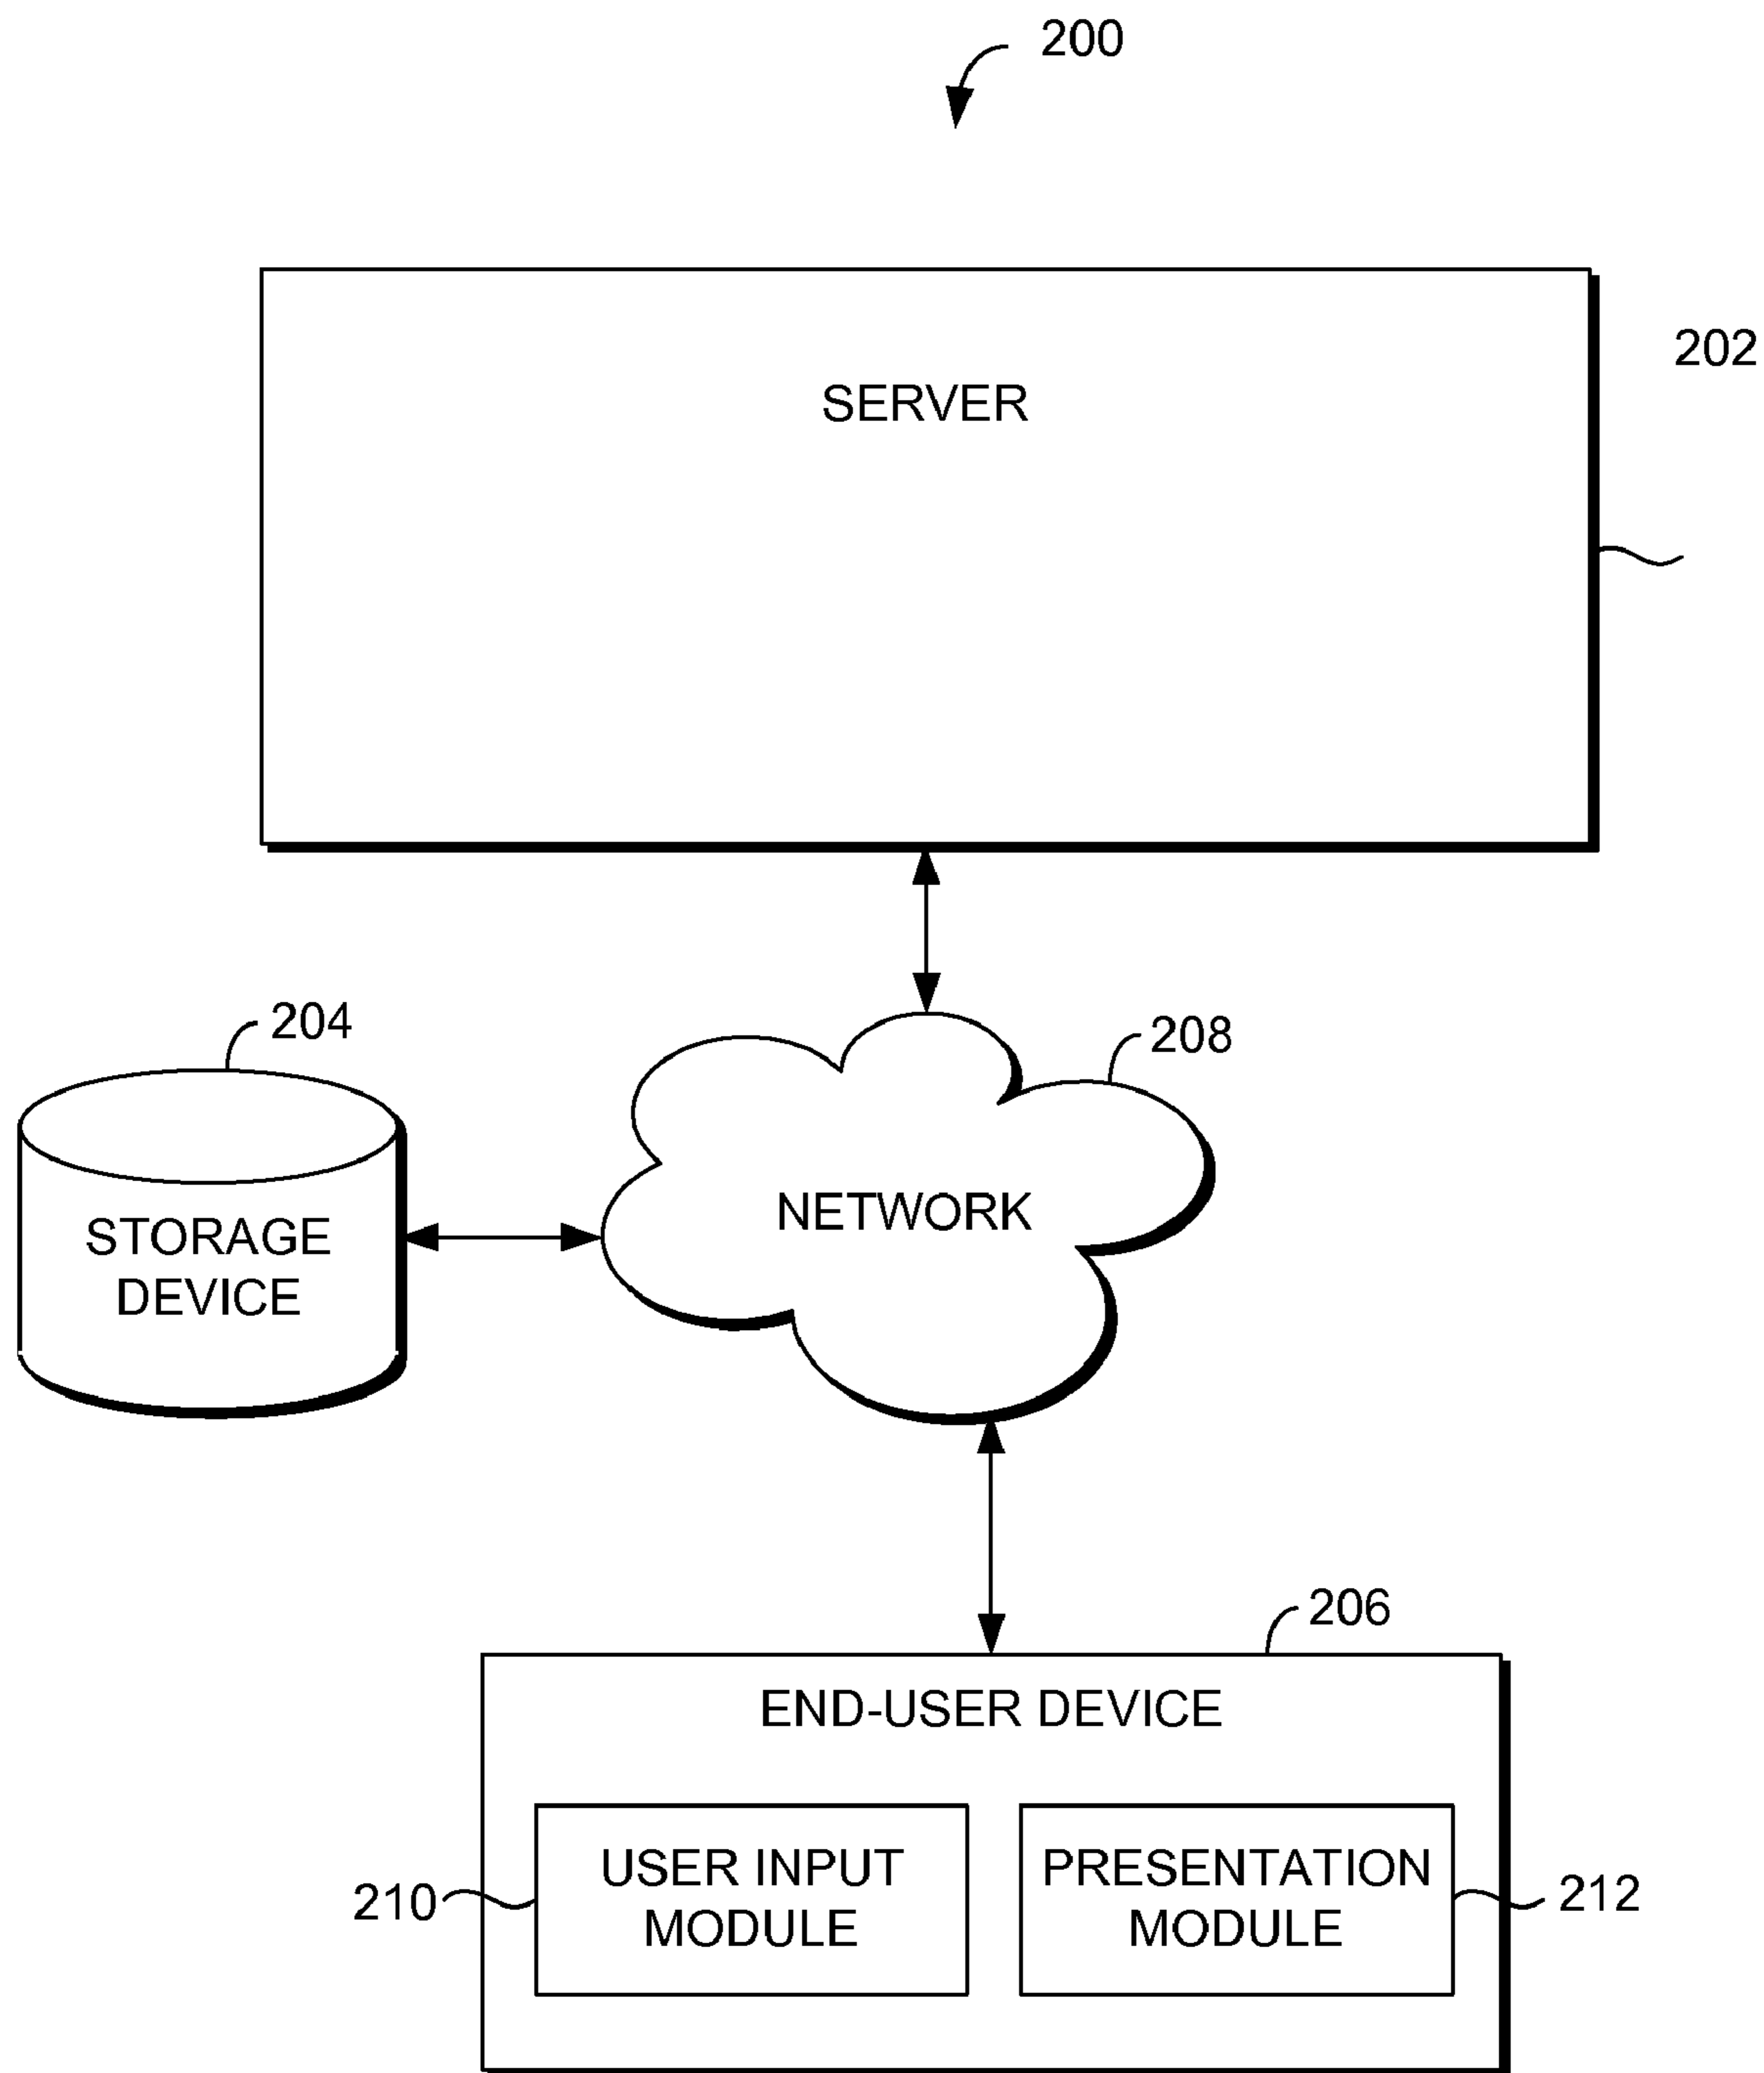 200
202
SERVER
204
208
STORAGE
DEVICE
NETWORK
206
END-USER DEVICE
210
USER INPUT
MODULE
PRESENTATION
MODULE
212